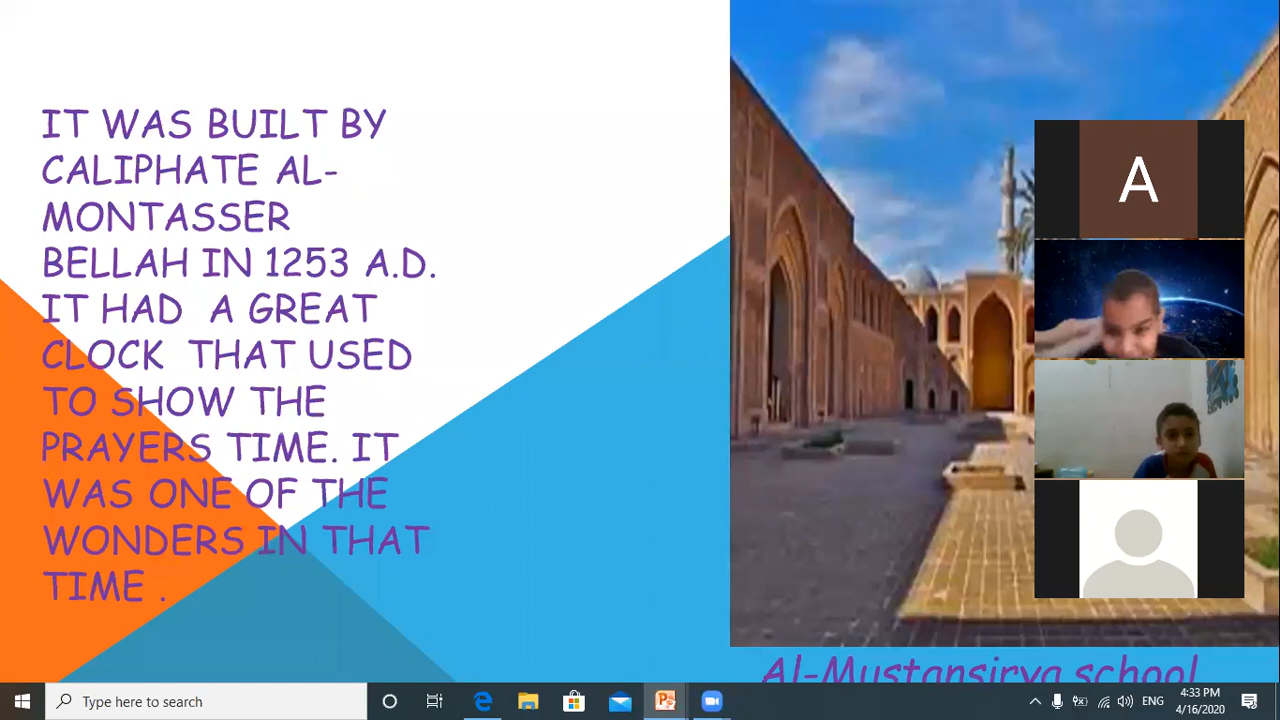 IT WAS BUILT BY
CALIPHATE AL-
MONTASSER
BELLAH IN 1253 A.D.
IT HAD A GREAT
CLOCK THAT USED
TO SHOW THE
PRAYERS TIME. IT
WAS ONE OF THE
WONDERS IN THAT
TIME .
A
Al-Mustansirya school
Type here to search
ENG
4:33 PM
4/16/2020